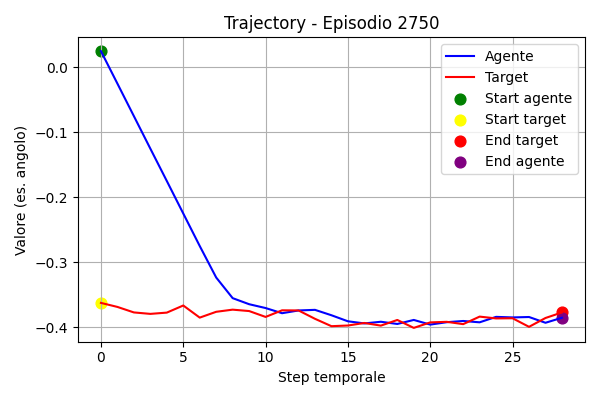 Trajectory - Episodio 2750
Agente
Target
Start agente
Start target
End target
End agente
Valore (es. angolo)
0.0
−0.1
−0.2
−0.3
−0.4
0 5 10 15 20 25
Step temporale